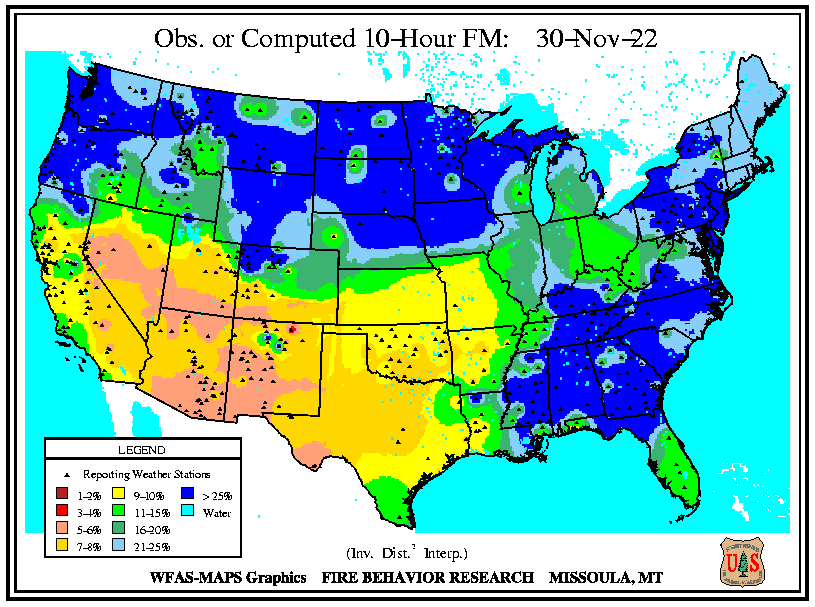 Obs. or Computed 10-Hour FM: 30-Nov-22
LEGEND
Reporting Weather Stations
1-2% 9-10% > 25%
3-4% 11-15% Water
5-6% 16-20%
7-8% 21-25%
(Inv. Dist.² Interp.)
WFAS-MAPS Graphics FIRE BEHAVIOR RESEARCH MISSOULA, MT
U S